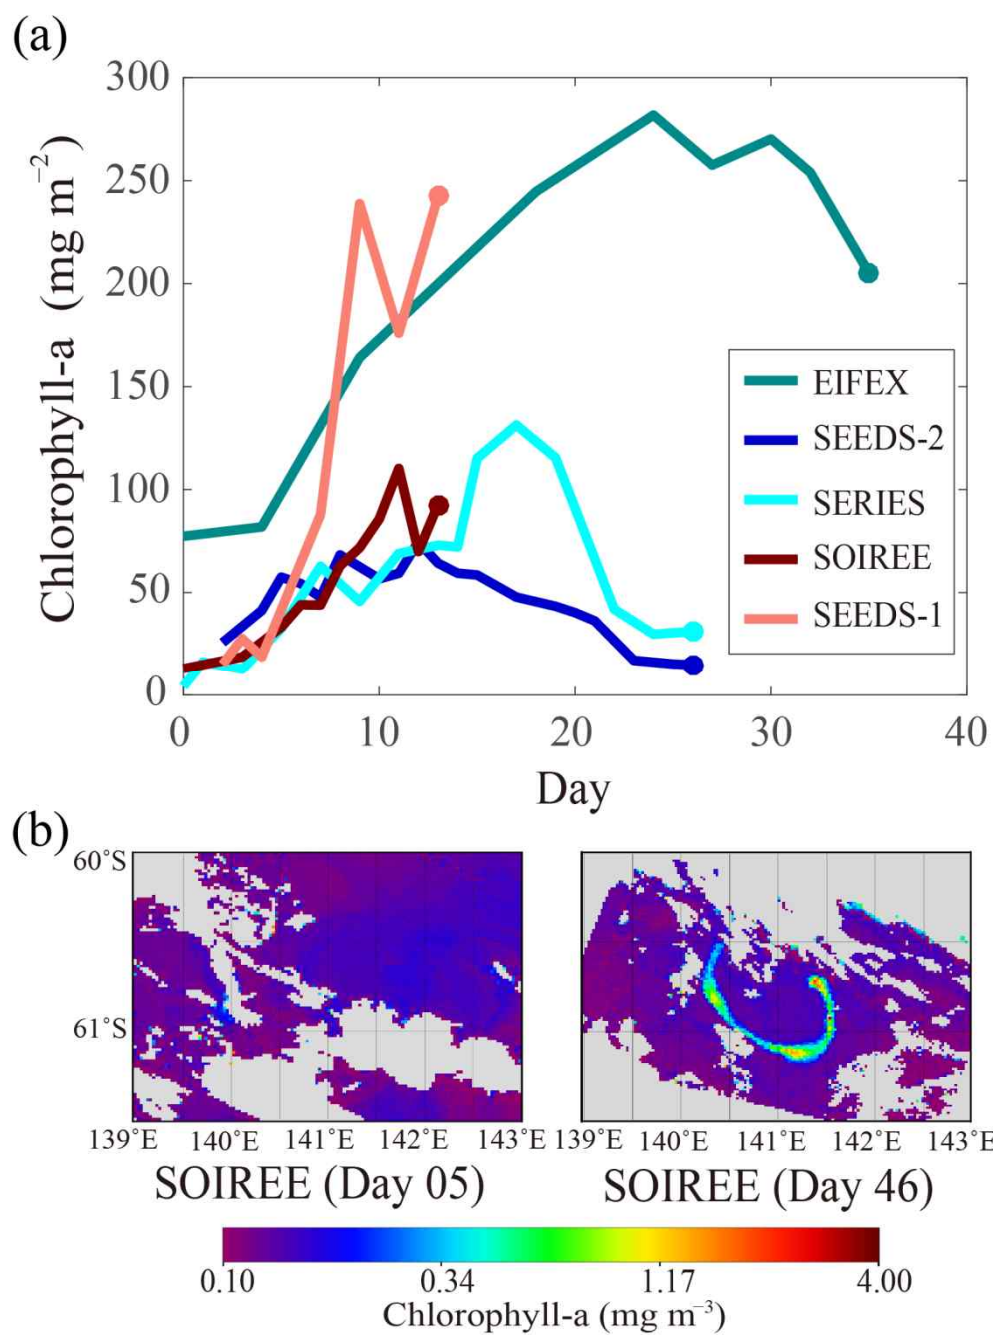 (a)
Chlorophyll-a (mg m⁻²)
300
250
200
150
100
50
0
0 10 20 30 40
Day
EIFEX
SEEDS-2
SERIES
SOIREE
SEEDS-1
(b)
60°S
61°S
139°E 140°E 141°E 142°E 143°E
139°E 140°E 141°E 142°E 143°E
SOIREE (Day 05) SOIREE (Day 46)
0.10 0.34 1.17 4.00
Chlorophyll-a (mg m⁻³)